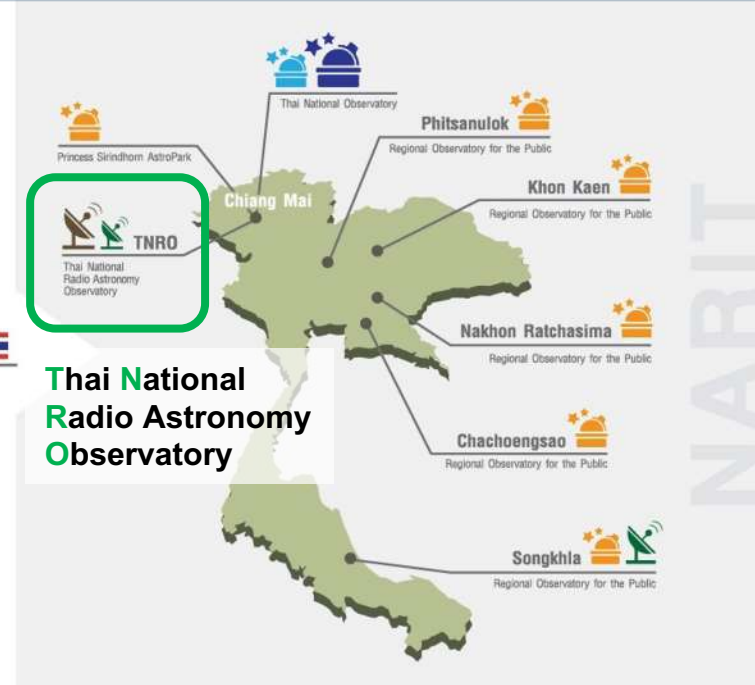 Thai National Observatory
Phitsanulok
Regional Observatory for the Public
Princess Sirindhorn AstroPark
Khon Kaen
Regional Observatory for the Public
Chiang Mai
TNRO
Thai National
Radio Astronomy
Observatory
Nakhon Ratchasima
Regional Observatory for the Public
Thai National
Radio Astronomy
Observatory
Chachoengsao
Regional Observatory for the Public
Songkhla
Regional Observatory for the Public
NABIT